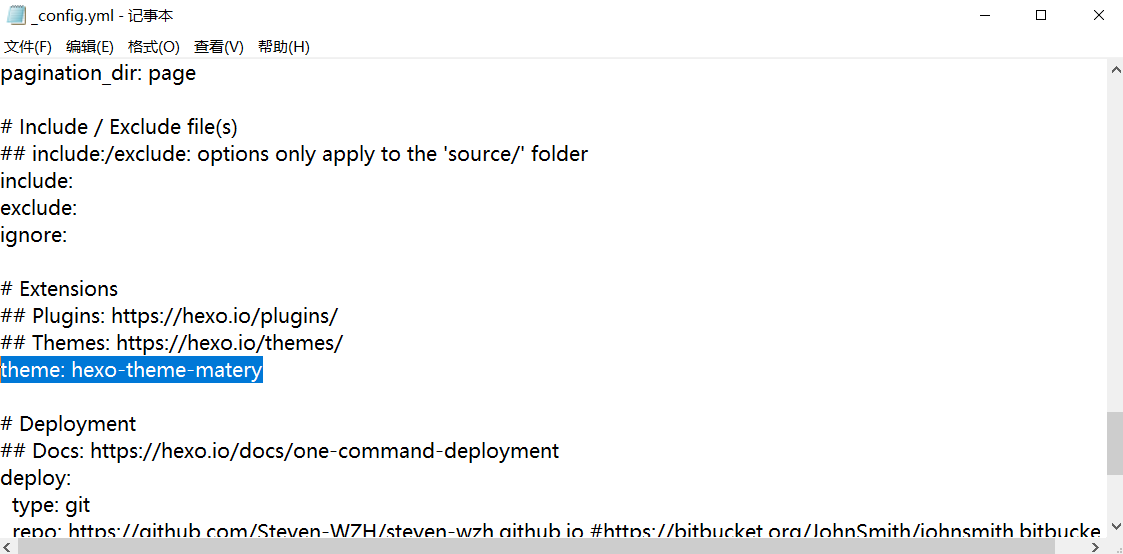 _config.yml - 记事本
文件(F) 编辑(E) 格式(O) 查看(V) 帮助(H)
pagination_dir: page
# Include / Exclude file(s)
## include:/exclude: options only apply to the 'source/' folder
include:
exclude:
ignore:
# Extensions
## Plugins: https://hexo.io/plugins/
## Themes: https://hexo.io/themes/
theme: hexo-theme-matery
# Deployment
## Docs: https://hexo.io/docs/one-command-deployment
deploy:
  type: git
  repo: https://github.com/Steven-WZH/steven-wzh.github.io #https://bitbucket.org/JohnSmith/johnsmith.bitbucke